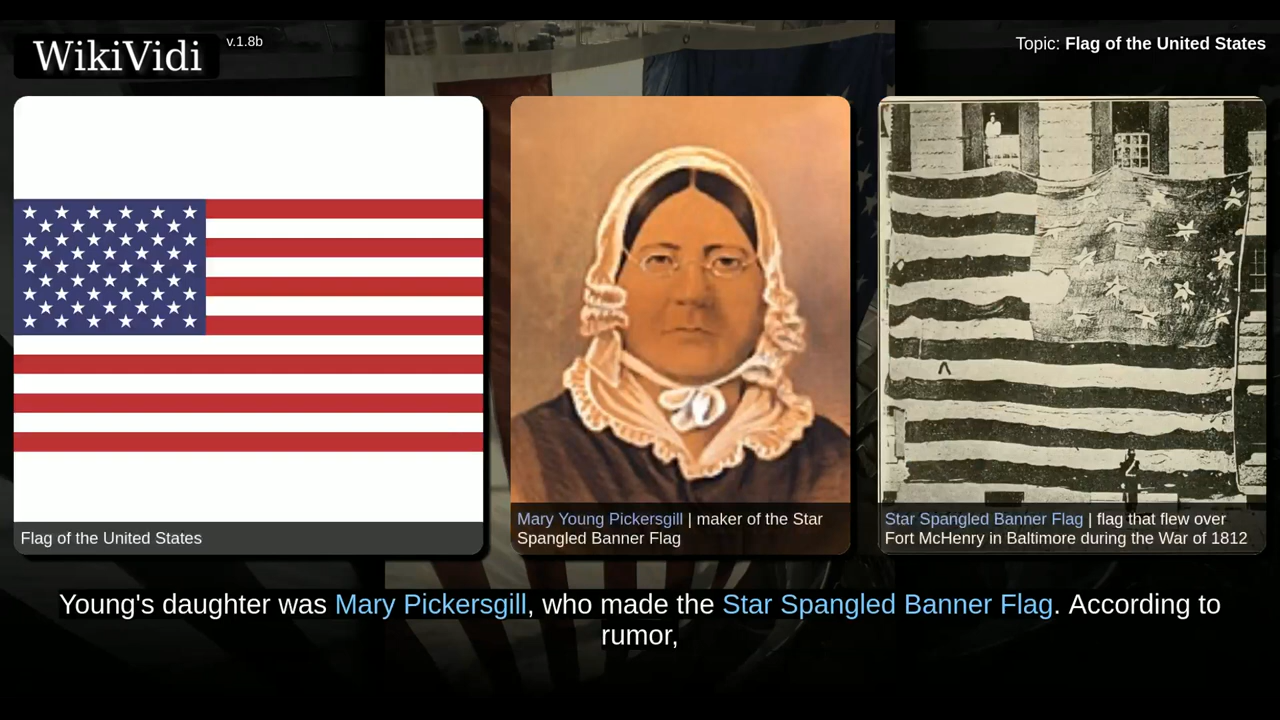 WikiVidi
v.1.8b
Topic: Flag of the United States
Flag of the United States
Mary Young Pickersgill | maker of the Star
Spangled Banner Flag
Star Spangled Banner Flag | flag that flew over
Fort McHenry in Baltimore during the War of 1812
Young's daughter was Mary Pickersgill, who made the Star Spangled Banner Flag. According to
rumor,